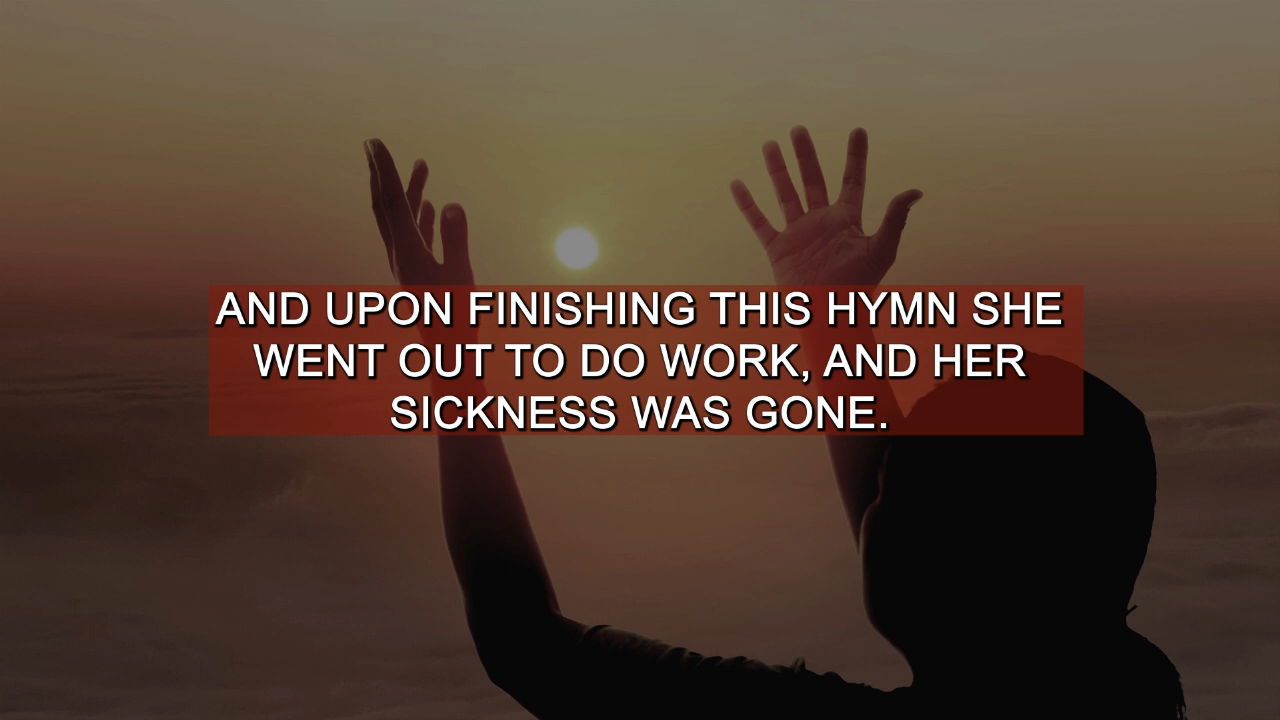 AND UPON FINISHING THIS HYMN SHE
WENT OUT TO DO WORK, AND HER
SICKNESS WAS GONE.